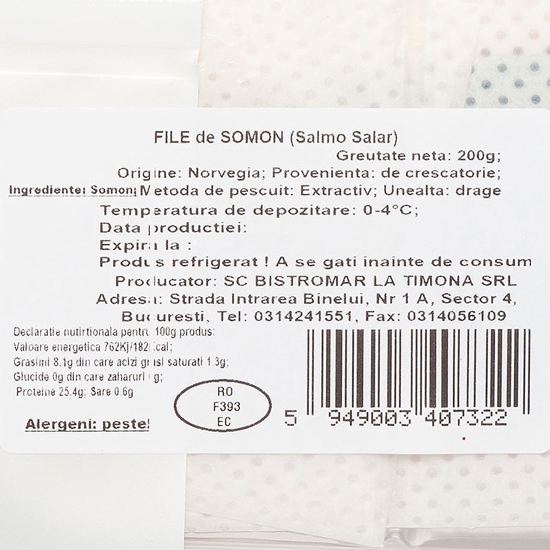 FILE de SOMON (Salmo Salar)
Greutate neta: 200g;
Origine: Norvegia; Provenienta: de crescatorie;
Ingrediente: Somon; Metoda de pescuit: Extractiv; Unealta: drage
Temperatura de depozitare: 0-4°C;
Data productiei:
Expira la :
Produs refrigerat ! A se gati inainte de consum
Producator: SC BISTROMAR LA TIMONA SRL
Adresa: Strada Intrarea Binelui, Nr 1 A, Sector 4,
Bucuresti, Tel: 0314241551, Fax: 0314056109
Declaratie nutirtionala pentru 100g produs:
Valoare energetica 762Kj/182kcal;
Grasimi 8.1g din care acizi grasi saturati 1.3g;
Glucide 0g din care zaharuri g;
Proteine 25.4g; Sare 0.6g
Alergeni: peste!
RO
F393
EC
5 949003 407322